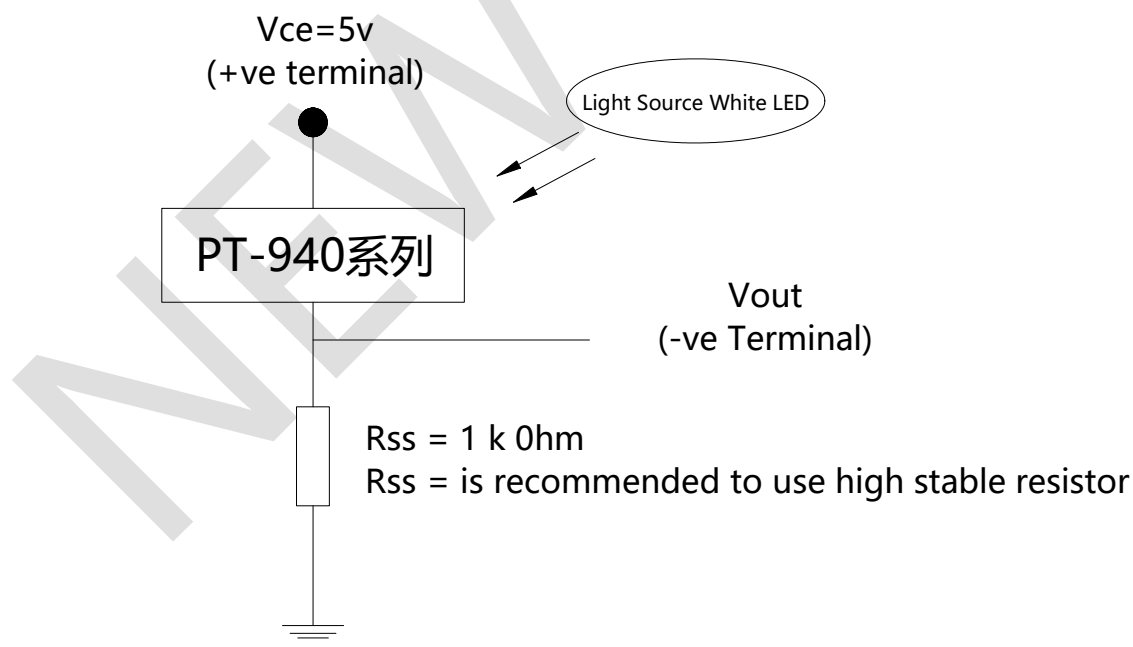 Vce=5v
(+ve terminal)
Light Source White LED
PT-940系列
Vout
(-ve Terminal)
Rss = 1 k 0hm
Rss = is recommended to use high stable resistor
NEW